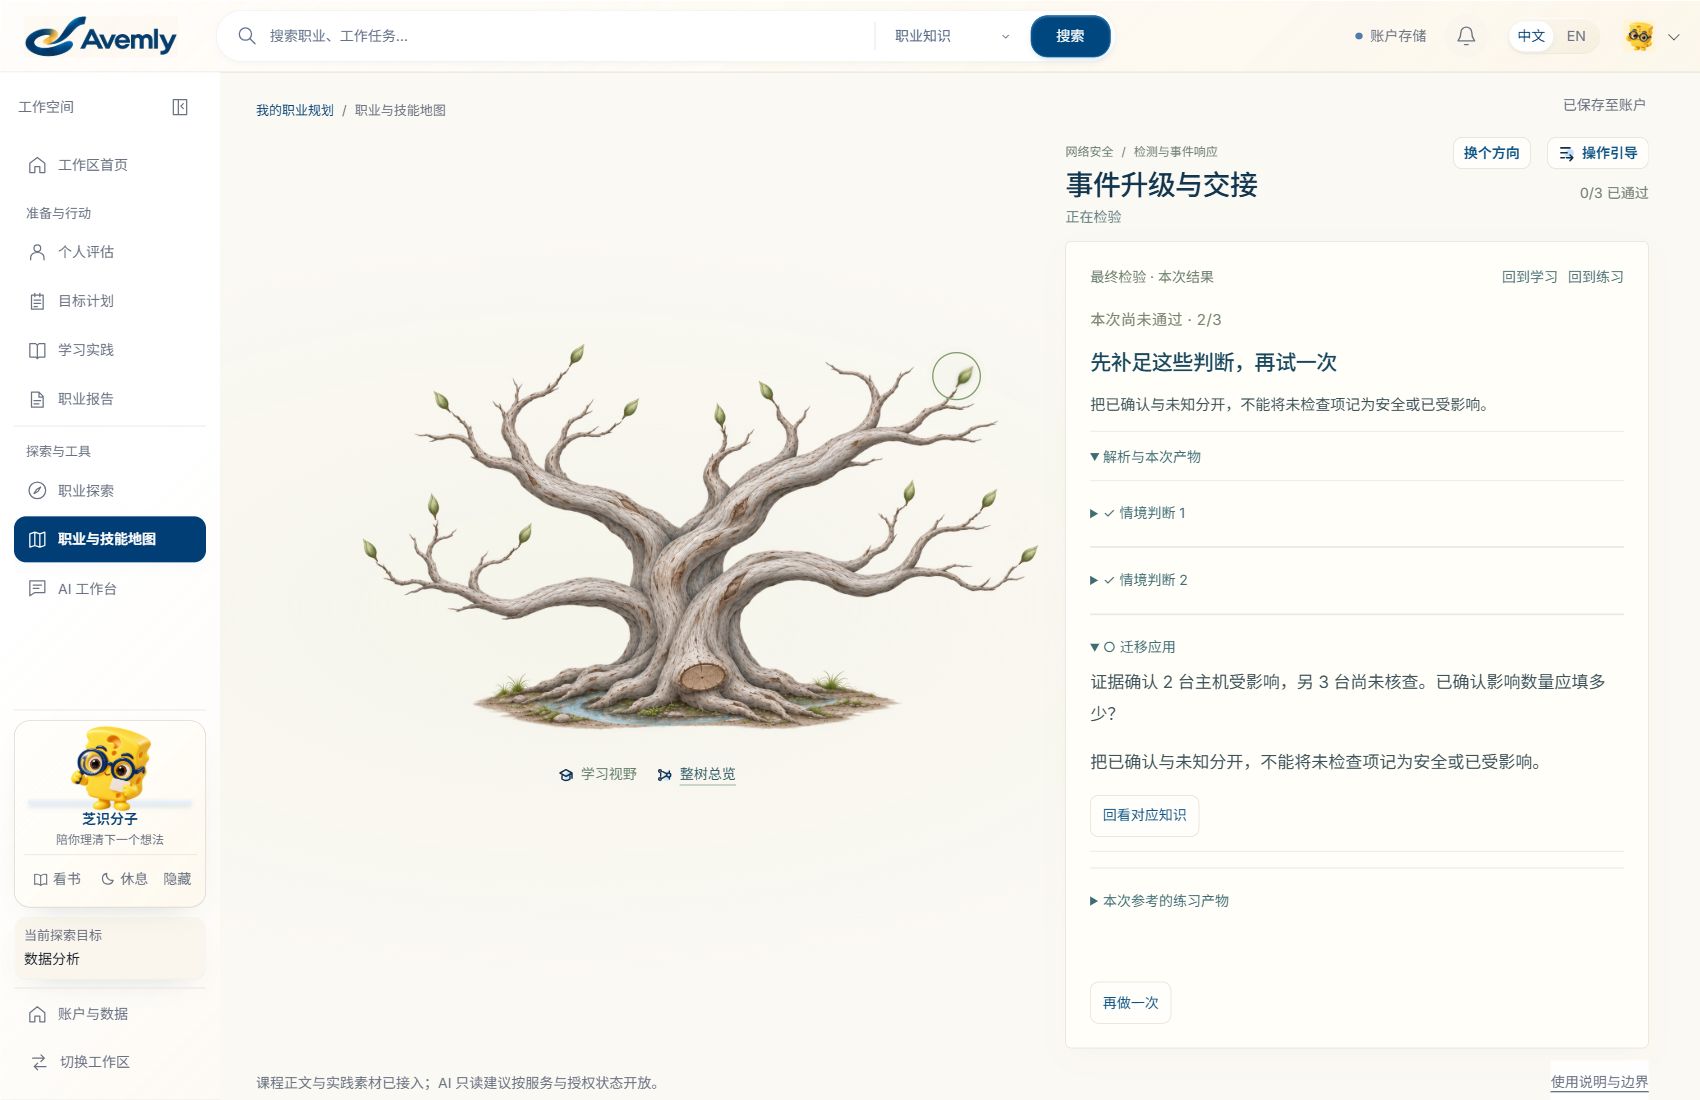 Avemly
搜索职业、工作任务...
职业知识
搜索
账户存储
中文 EN
工作空间
工作区首页
准备与行动
个人评估
目标计划
学习实践
职业报告
探索与工具
职业探索
职业与技能地图
AI 工作台
芝识分子
陪你理清下一个想法
看书 休息 隐藏
当前探索目标
数据分析
账户与数据
切换工作区
我的职业规划 / 职业与技能地图
已保存至账户
网络安全 / 检测与事件响应
换个方向
操作引导
事件升级与交接
0/3 已通过
正在检验
最终检验 · 本次结果
回到学习 回到练习
本次尚未通过 · 2/3
先补足这些判断，再试一次
把已确认与未知分开，不能将未检查项记为安全或已受影响。
▼解析与本次产物
▶ ✓ 情境判断 1
▶ ✓ 情境判断 2
▼ ○ 迁移应用
证据确认 2 台主机受影响，另 3 台尚未核查。已确认影响数量应填多
少？
把已确认与未知分开，不能将未检查项记为安全或已受影响。
回看对应知识
▶ 本次参考的练习产物
再做一次
学习视野 整树总览
课程正文与实践素材已接入；AI 只读建议按服务与授权状态开放。
使用说明与边界